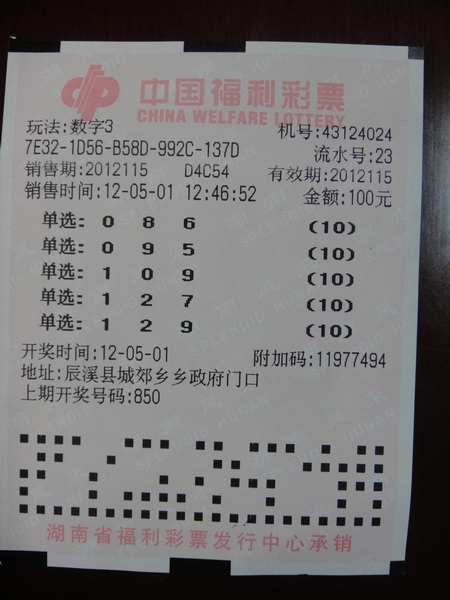 中国福利彩票
CHINA WELFARE LOTTERY
玩法:数字3 机号:43124024
7E32-1D56-B58D-992C-137D 流水号:23
销售期:2012115 D4C54 有效期:2012115
销售时间:12-05-01 12:46:52 金额:100元
单选: 0 8 6 (10)
单选: 0 9 5 (10)
单选: 1 0 9 (10)
单选: 1 2 7 (10)
单选: 1 2 9 (10)
开奖时间:12-05-01 附加码:11977494
地址:辰溪县城郊乡乡政府门口
上期开奖号码:850
湖南省福利彩票发行中心承销